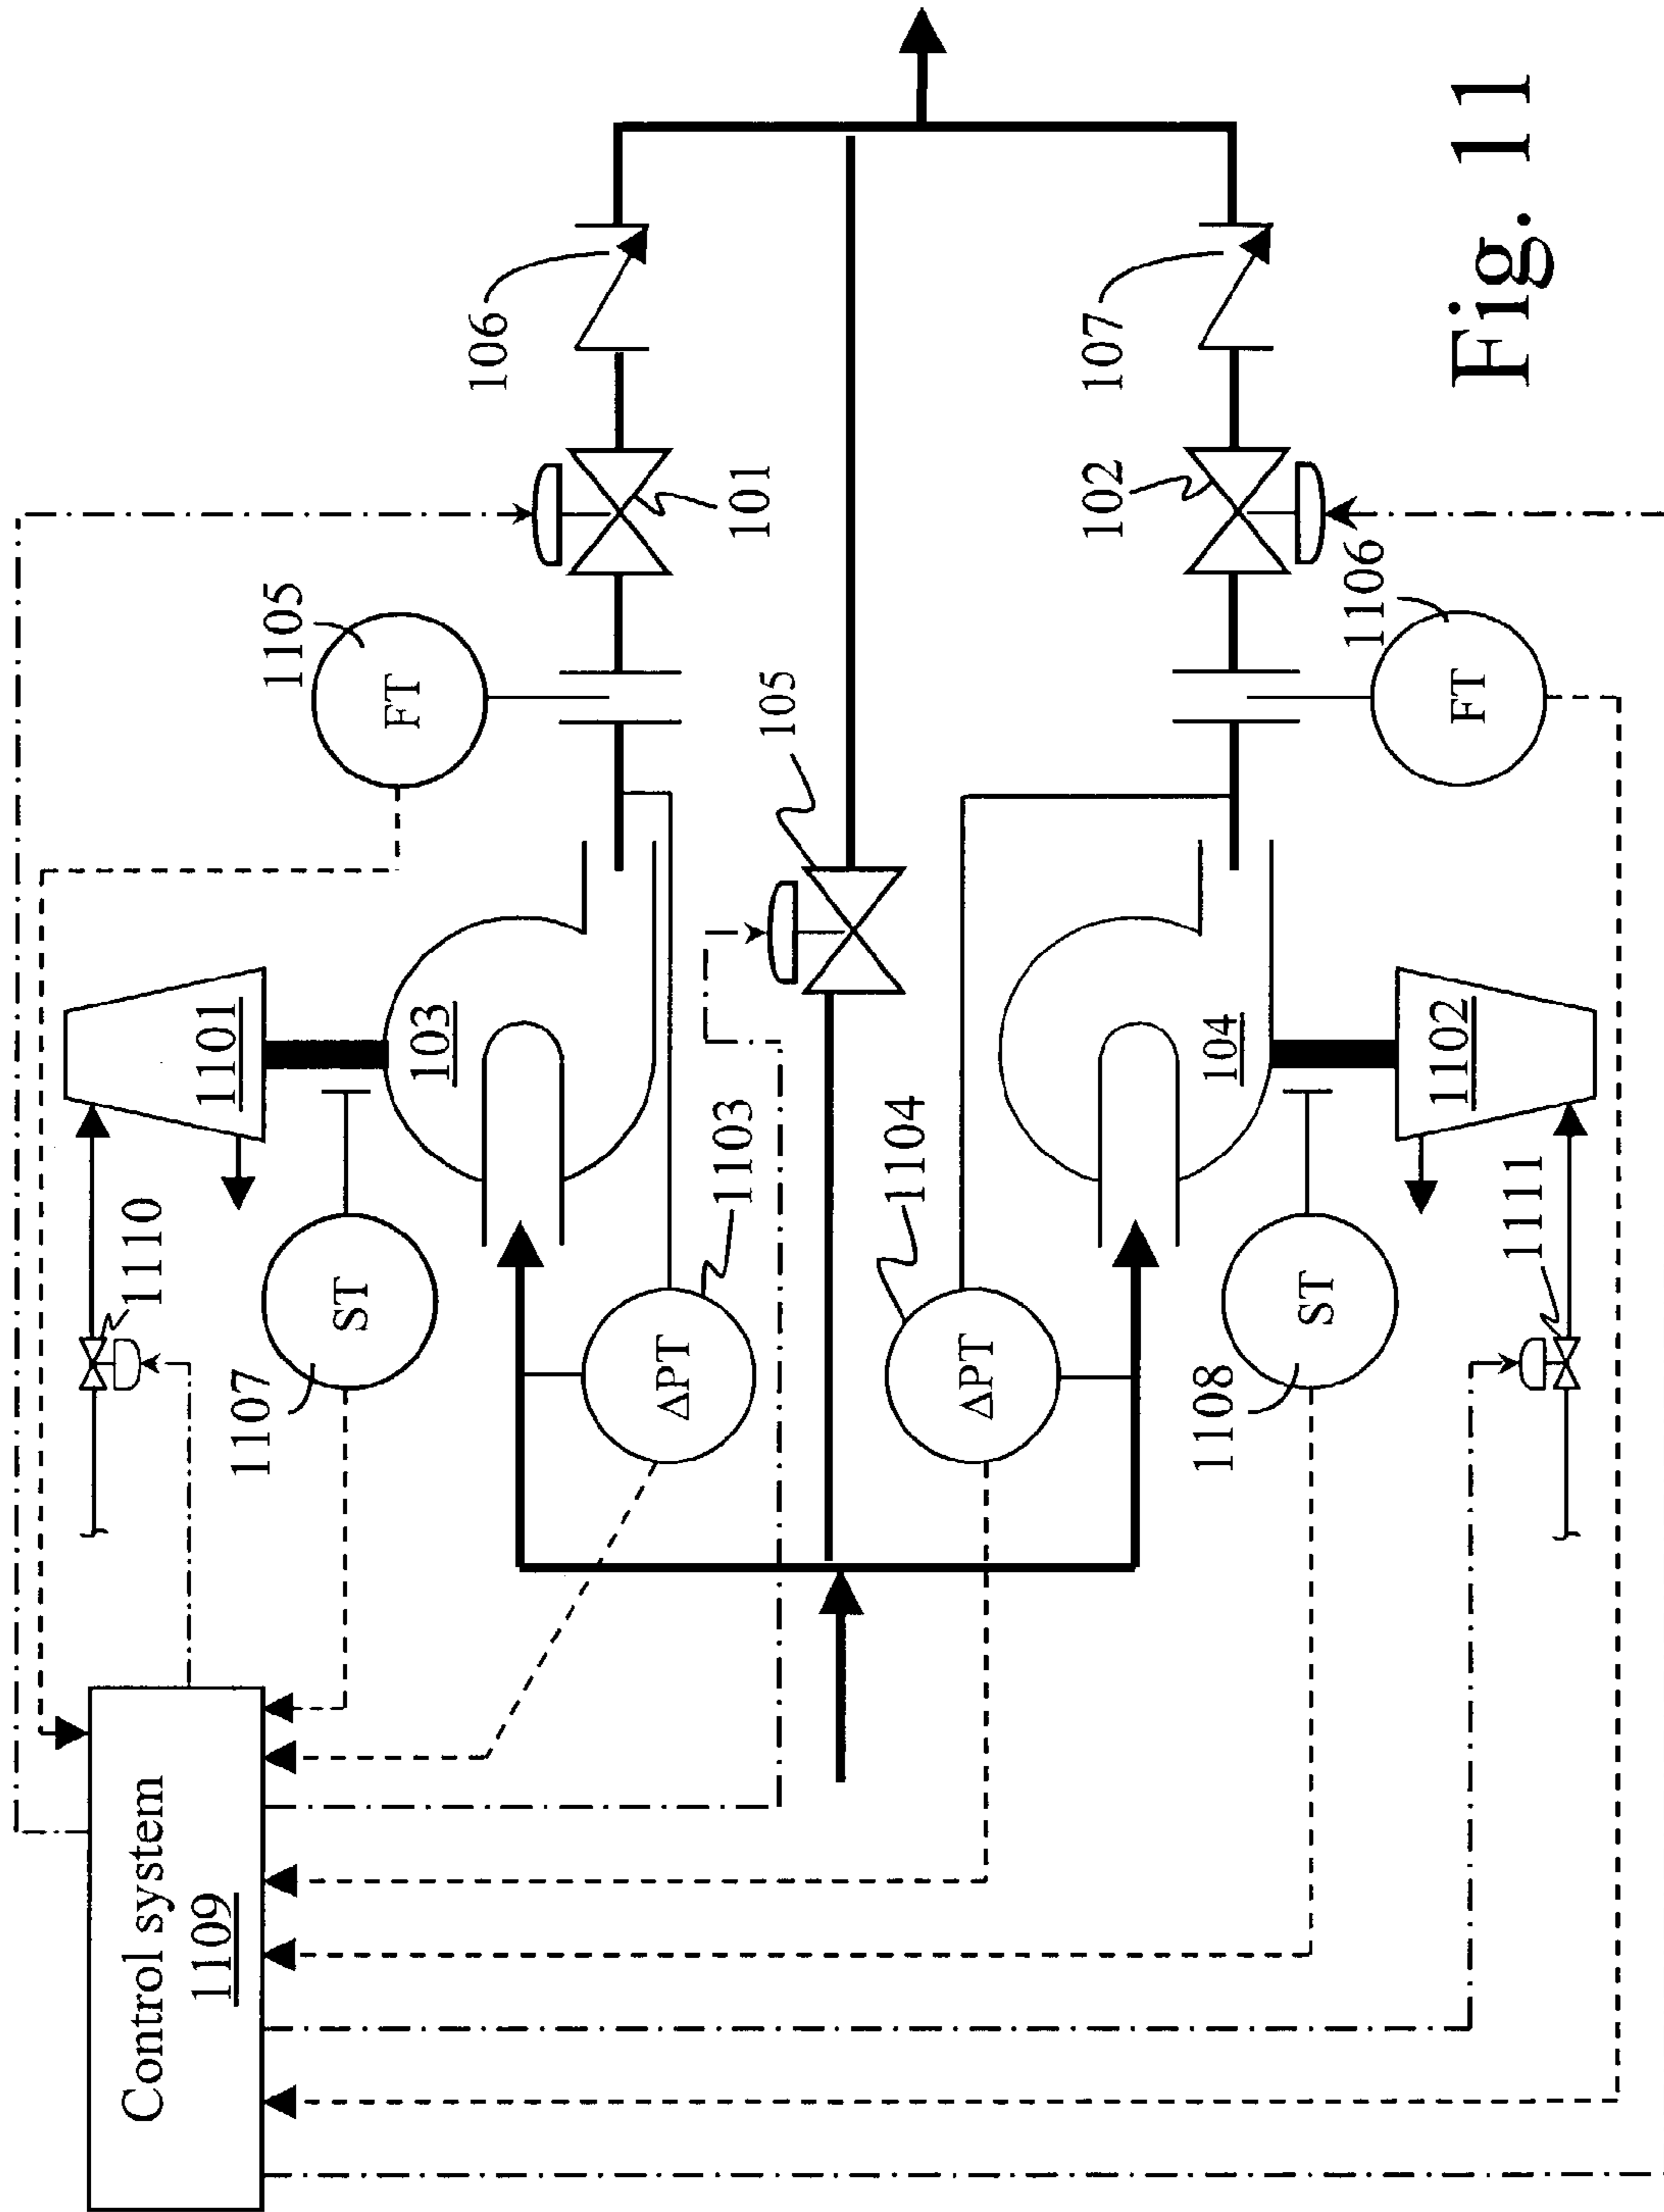 Control system
1109
1110
1101
1107
ST
103
1105
FT
106
101
ΔPT
1103
105
ΔPT
1104
104
102
107
1108
ST
1102
1106
FT
1111
Fig. 11